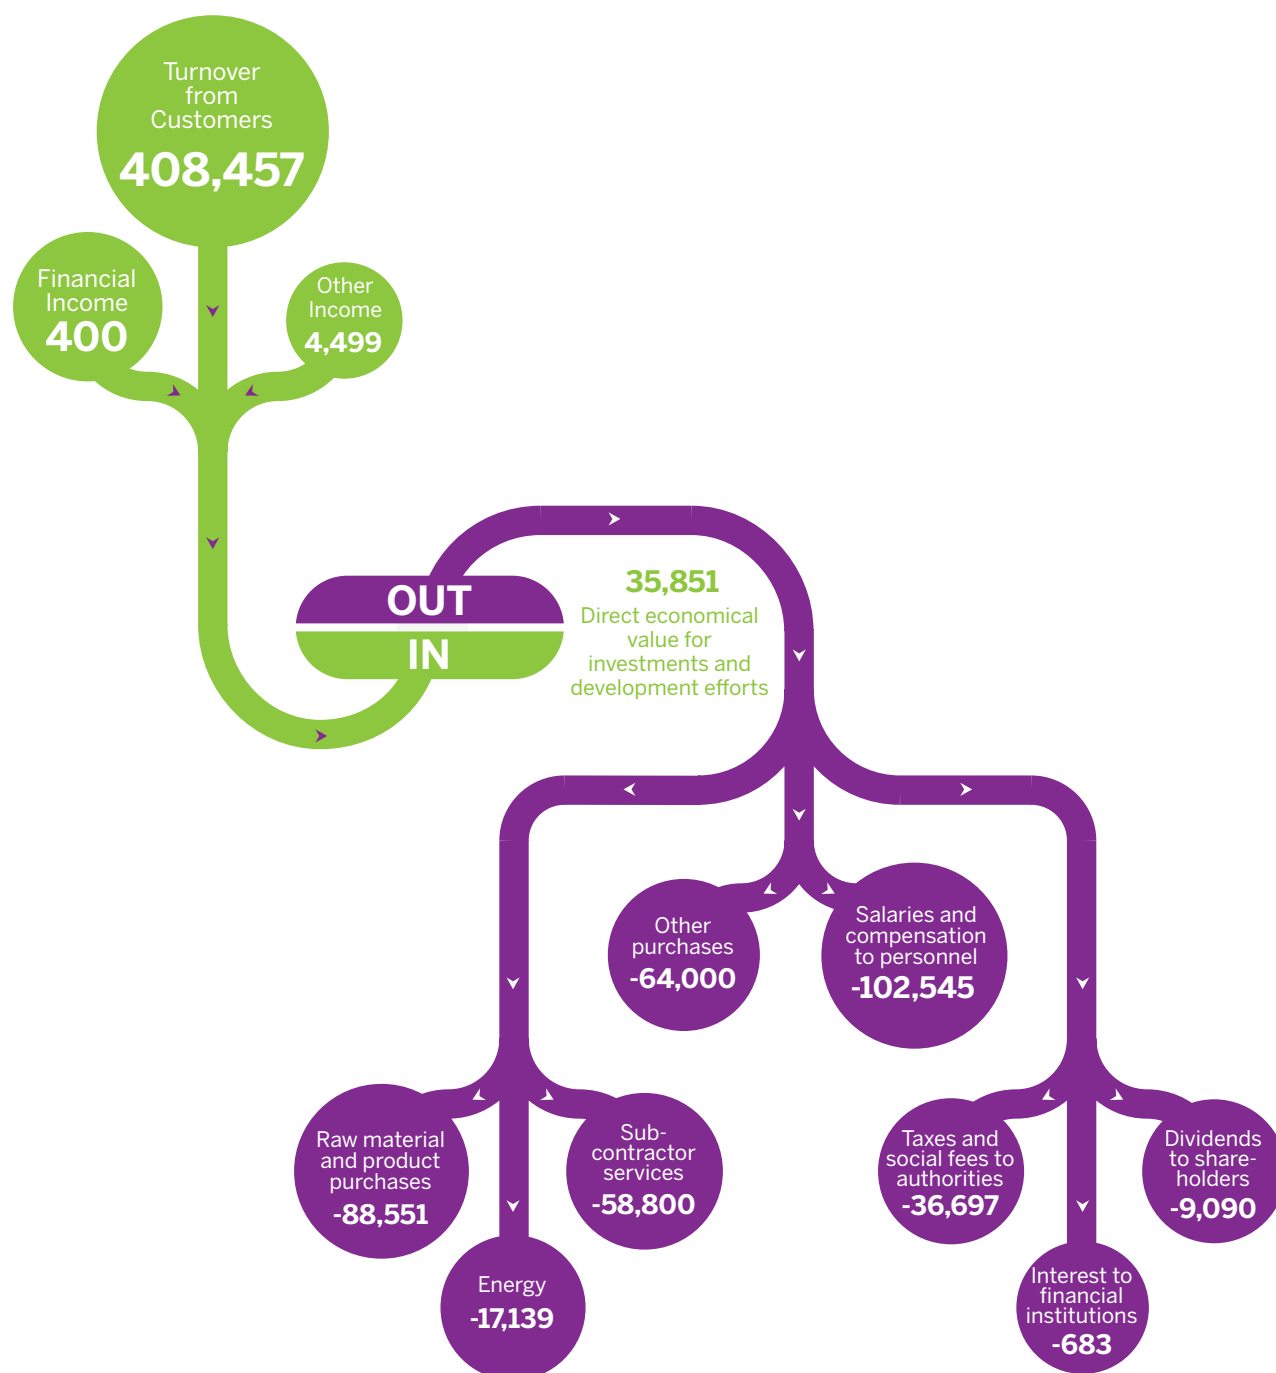 Turnover
from
Customers
408,457
Financial
Income
400
Other
Income
4,499
OUT
IN
35,851
Direct economical
value for
investments and
development efforts
Other
purchases
-64,000
Salaries and
compensation
to personnel
-102,545
Raw material
and product
purchases
-88,551
Sub-
contractor
services
-58,800
Energy
-17,139
Taxes and
social fees to
authorities
-36,697
Dividends
to share-
holders
-9,090
Interest to
financial
institutions
-683